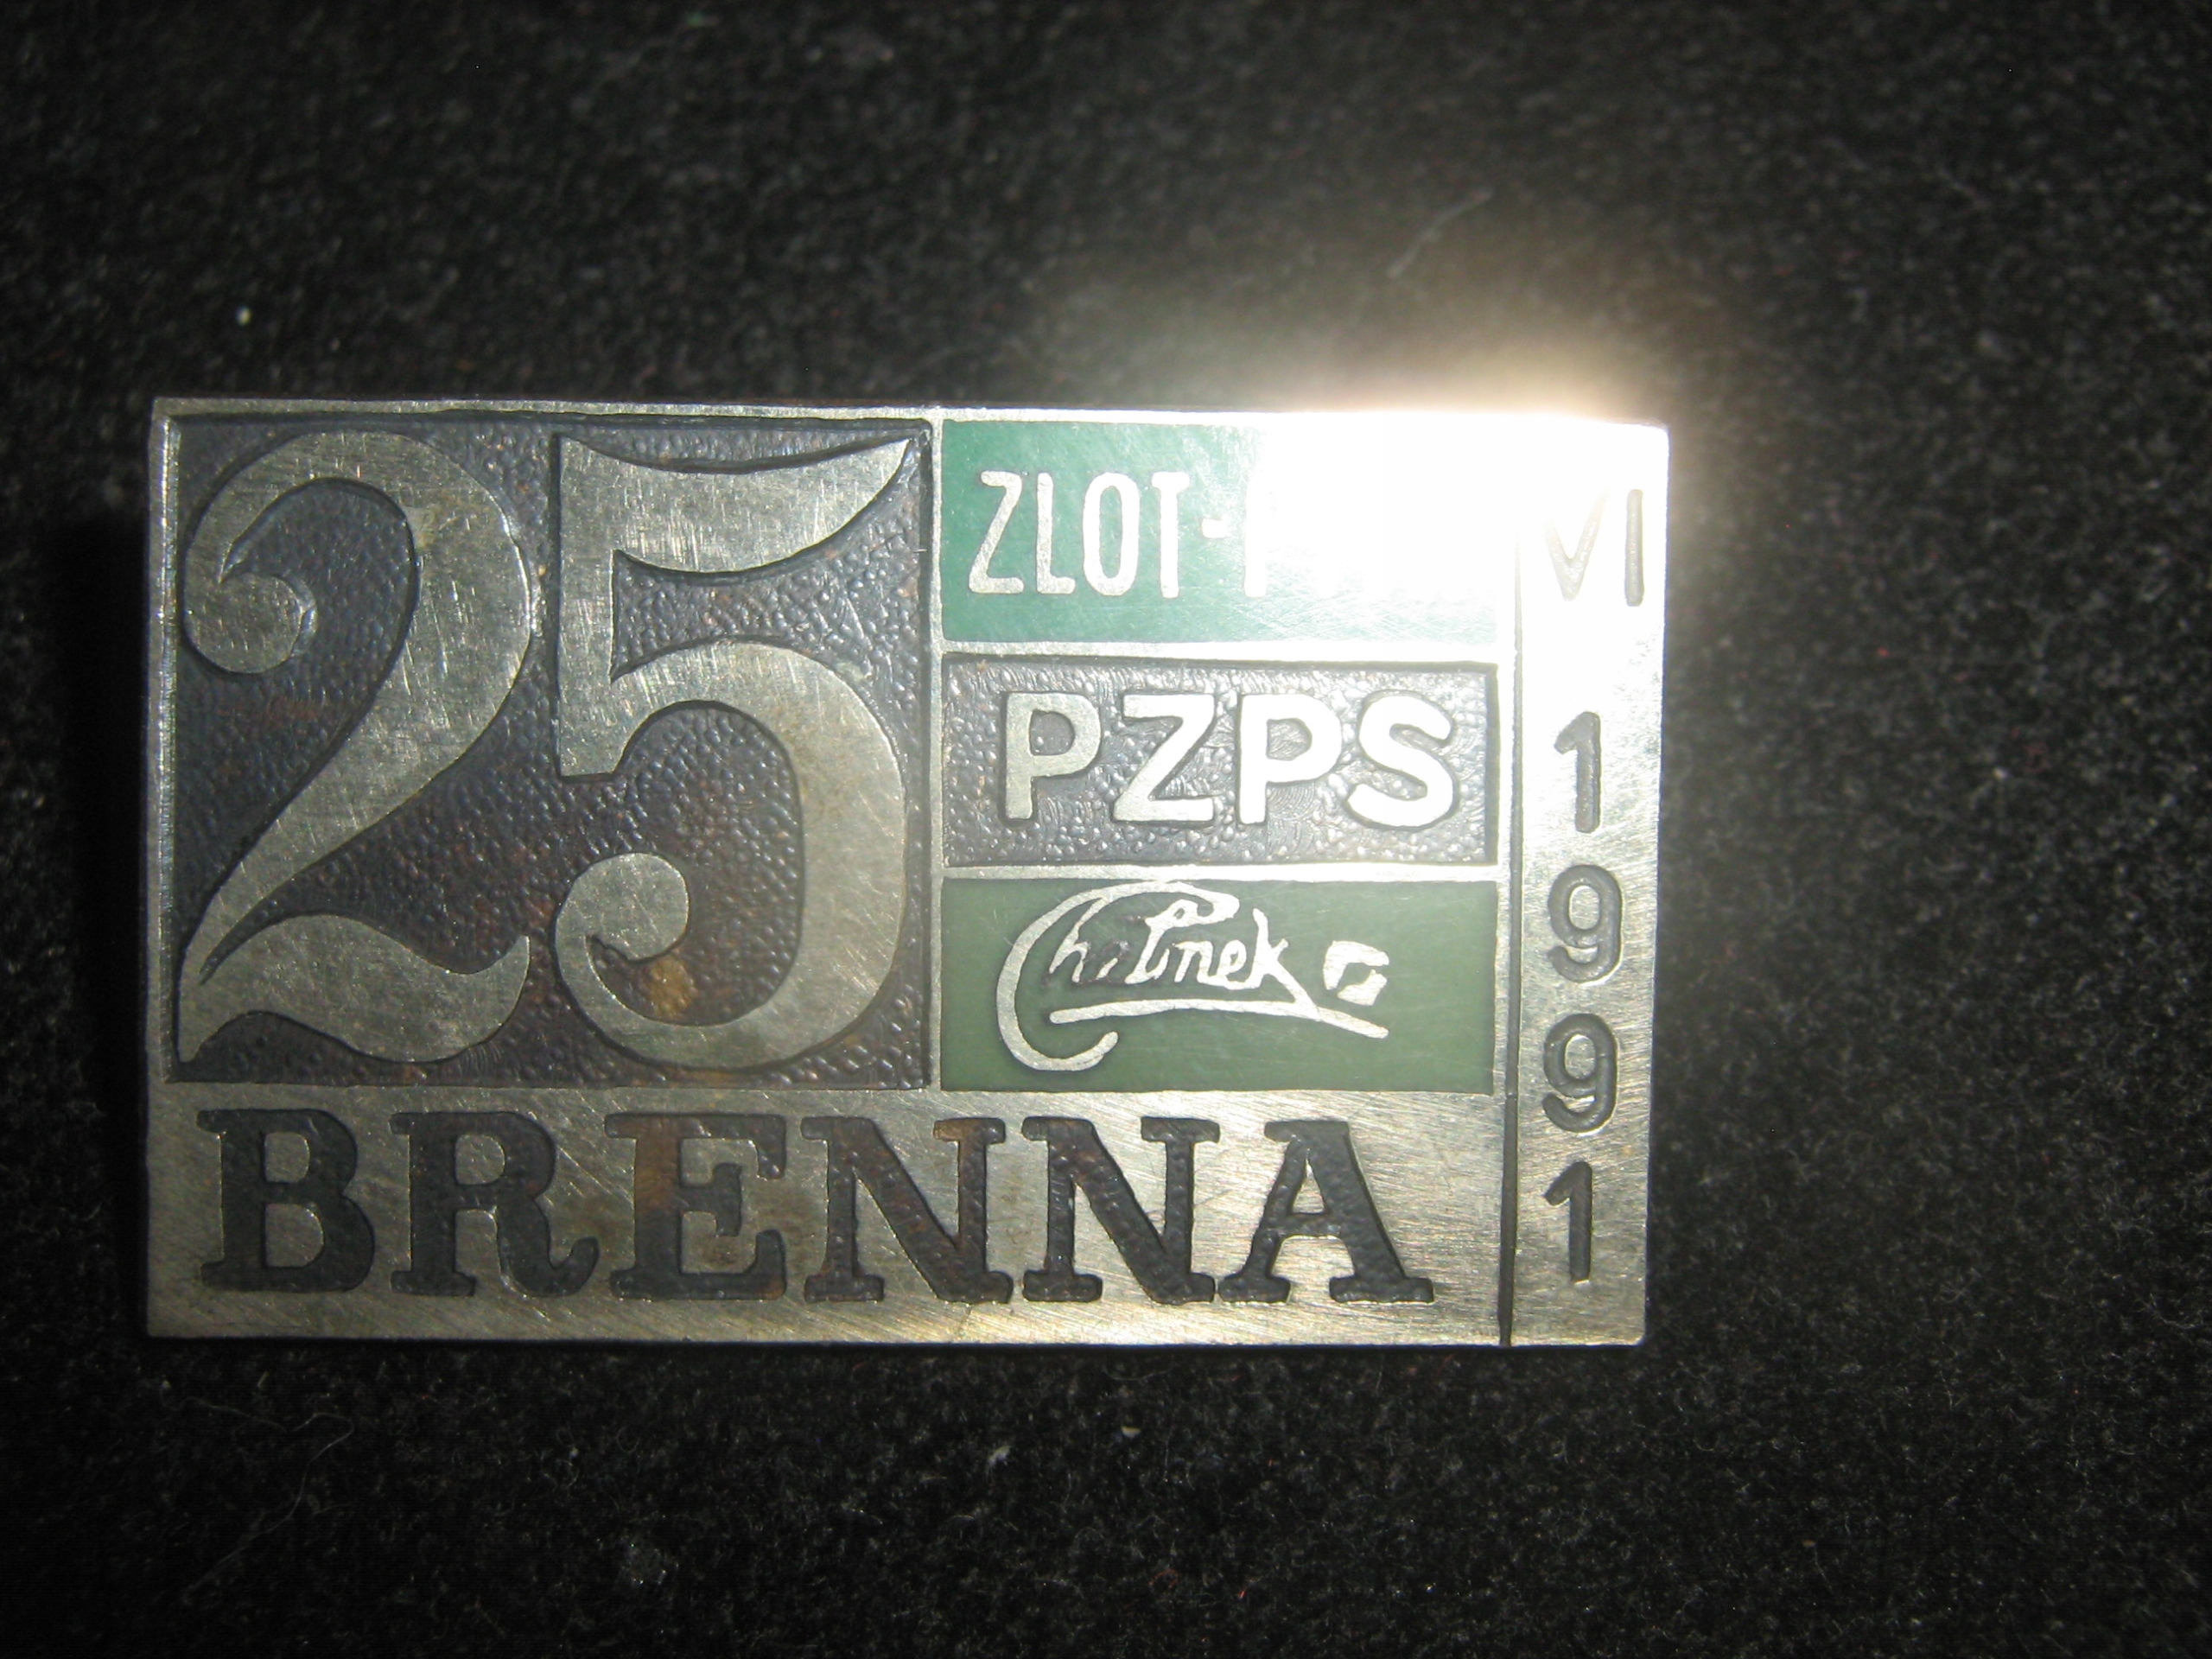 25
ZLOT-
PZPS
Chełmek
BRENNA
VI 1991